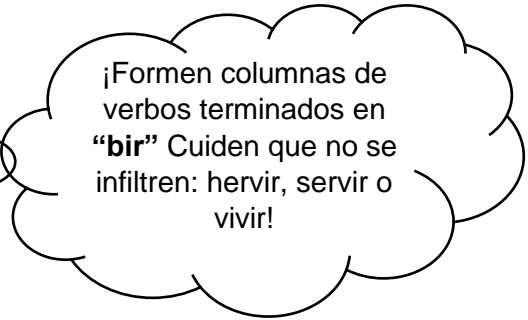 ¡Formen columnas de
verbos terminados en
“bir” Cuiden que no se
infiltren: hervir, servir o
vivir!